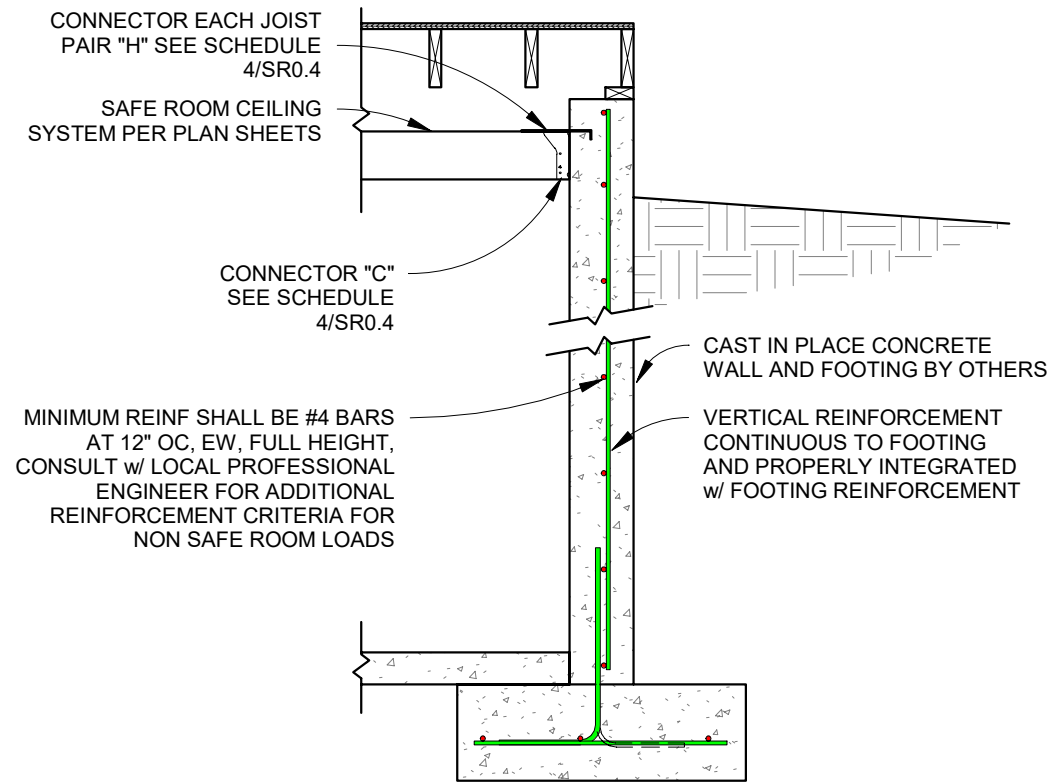 CONNECTOR EACH JOIST
PAIR "H" SEE SCHEDULE
4/SR0.4
SAFE ROOM CEILING
SYSTEM PER PLAN SHEETS
CONNECTOR "C"
SEE SCHEDULE
4/SR0.4
CAST IN PLACE CONCRETE
WALL AND FOOTING BY OTHERS
MINIMUM REINF SHALL BE #4 BARS
AT 12" OC, EW, FULL HEIGHT,
CONSULT w/ LOCAL PROFESSIONAL
ENGINEER FOR ADDITIONAL
REINFORCEMENT CRITERIA FOR
NON SAFE ROOM LOADS
VERTICAL REINFORCEMENT
CONTINUOUS TO FOOTING
AND PROPERLY INTEGRATED
w/ FOOTING REINFORCEMENT